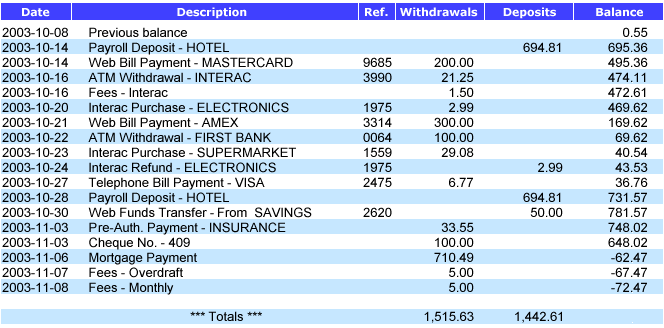 Date Description Ref. Withdrawals Deposits Balance
2003-10-08 Previous balance 0.55
2003-10-14 Payroll Deposit - HOTEL 694.81 695.36
2003-10-14 Web Bill Payment - MASTERCARD 9685 200.00 495.36
2003-10-16 ATM Withdrawal - INTERAC 3990 21.25 474.11
2003-10-16 Fees - Interac 1.50 472.61
2003-10-20 Interac Purchase - ELECTRONICS 1975 2.99 469.62
2003-10-21 Web Bill Payment - AMEX 3314 300.00 169.62
2003-10-22 ATM Withdrawal - FIRST BANK 0064 100.00 69.62
2003-10-23 Interac Purchase - SUPERMARKET 1559 29.08 40.54
2003-10-24 Interac Refund - ELECTRONICS 1975 2.99 43.53
2003-10-27 Telephone Bill Payment - VISA 2475 6.77 36.76
2003-10-28 Payroll Deposit - HOTEL 694.81 731.57
2003-10-30 Web Funds Transfer - From SAVINGS 2620 50.00 781.57
2003-11-03 Pre-Auth. Payment - INSURANCE 33.55 748.02
2003-11-03 Cheque No. - 409 100.00 648.02
2003-11-06 Mortgage Payment 710.49 -62.47
2003-11-07 Fees - Overdraft 5.00 -67.47
2003-11-08 Fees - Monthly 5.00 -72.47
*** Totals *** 1,515.63 1,442.61